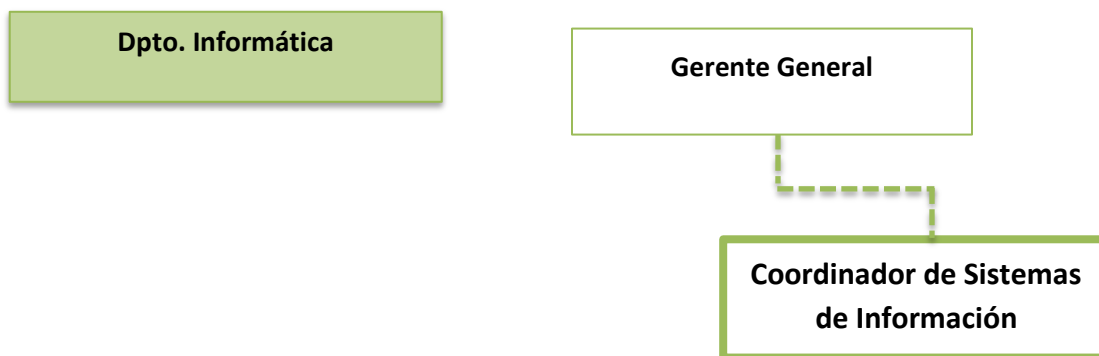 Dpto. Informática
Gerente General
Coordinador de Sistemas
de Información